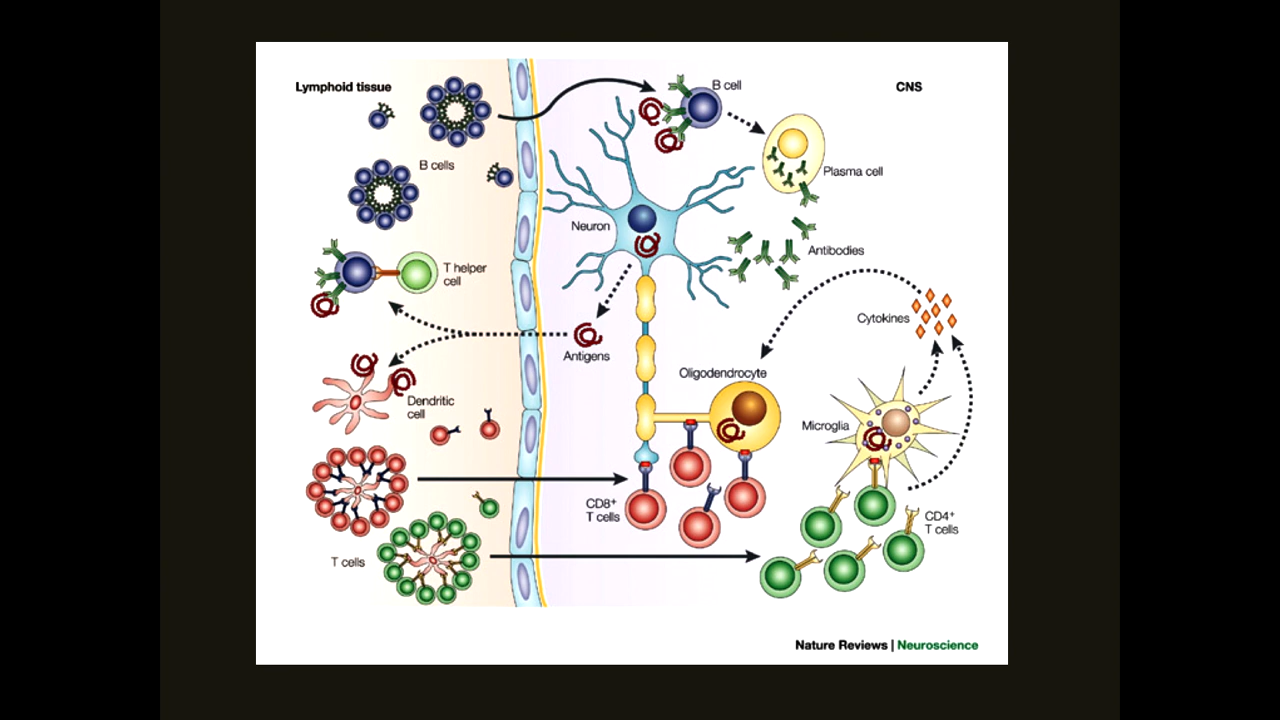 Lymphoid tissue
CNS
B cell
B cells
Plasma cell
Neuron
Antibodies
T helper
cell
Cytokines
Antigens
Oligodendrocyte
Dendritic
cell
Microglia
CD8+
T cells
CD4+
T cells
T cells
Nature Reviews | Neuroscience